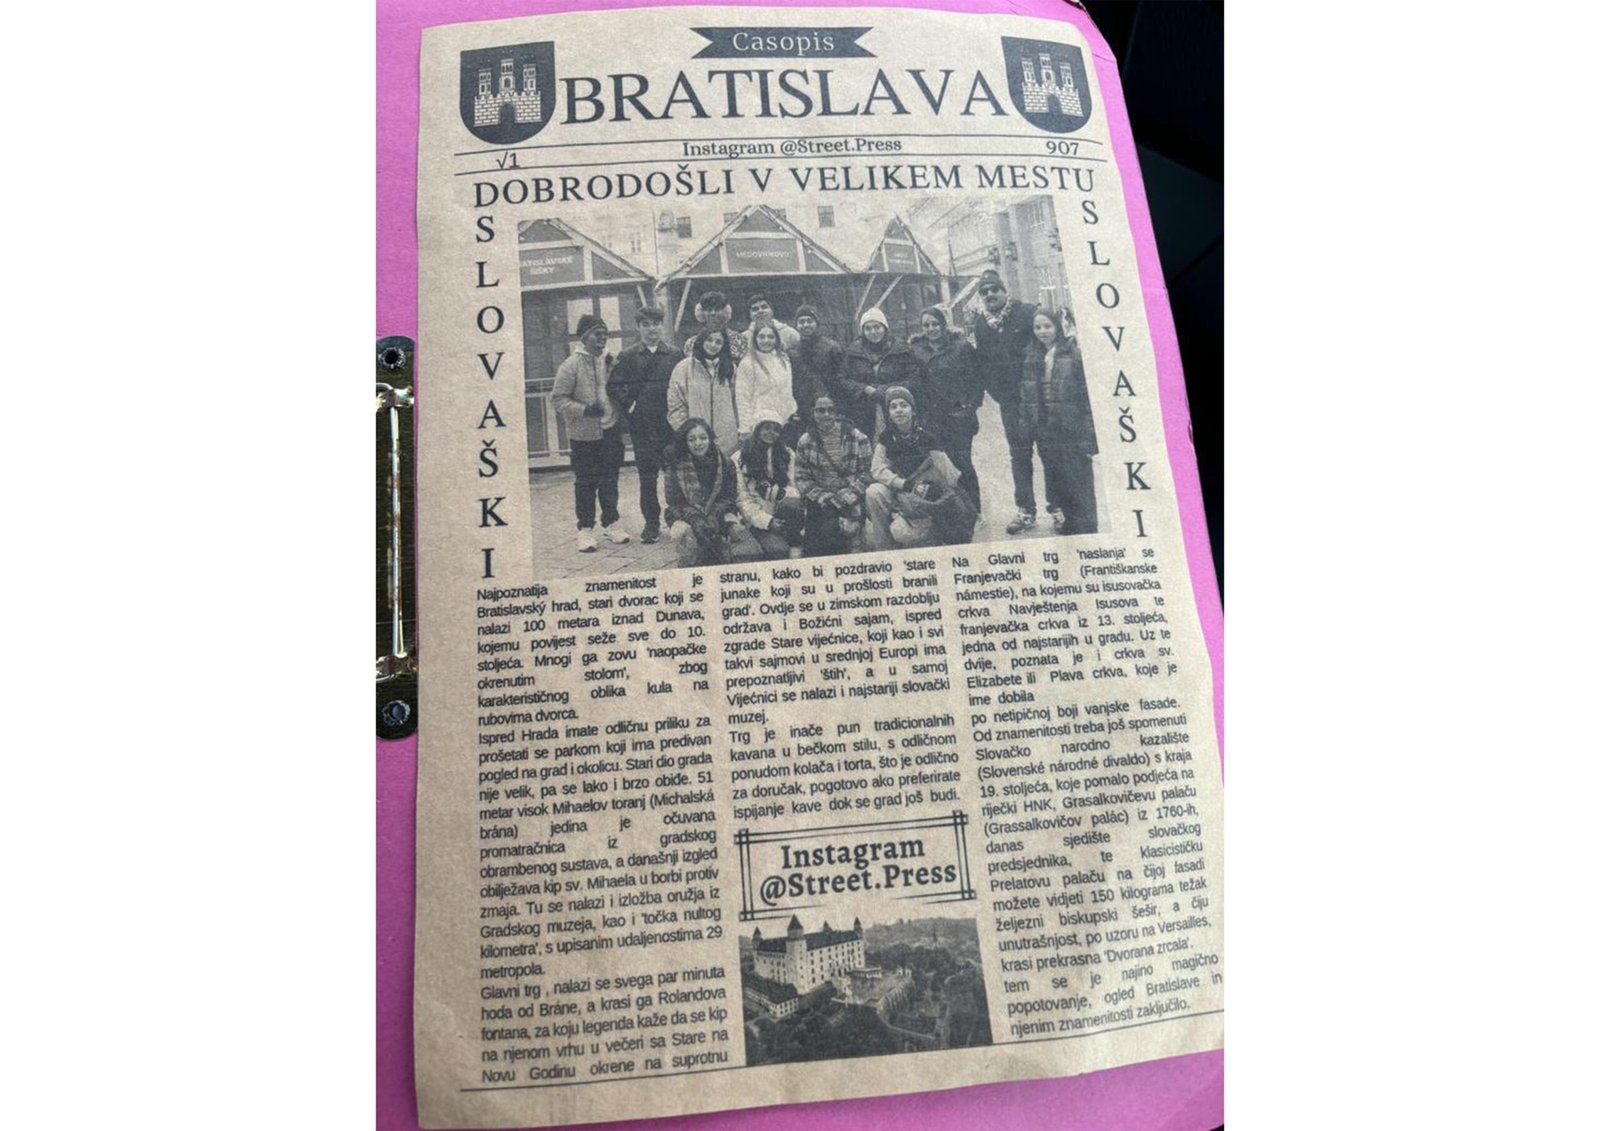 Casopis
BRATISLAVA
√1
Instagram @Street.Press
907
DOBRODOŠLI V VELIKEM MESTU
SLOVAŠKI
SLOVAŠKI
ATISLAVSKÉ
ŠIŠKY
MEDOVINOVO
Najpoznatija znamenitost je
Bratislavský hrad, stari dvorac koji se
nalazi 100 metara iznad Dunava,
kojemu povijest seže sve do 10.
stoljeća. Mnogi ga zovu 'naopačke
okrenutim stolom', zbog
karakterističnog oblika kula na
rubovima dvorca.
Ispred Hrada imate odličnu priliku za
prošetati se parkom koji ima predivan
pogled na grad i okolicu. Stari dio grada
nije velik, pa se lako i brzo obiđe. 51
metar visok Mihaelov toranj (Michalská
brána) jedina je očuvana
promatračnica iz gradskog
obrambenog sustava, a današnji izgled
obilježava kip sv. Mihaela u borbi protiv
zmaja. Tu se nalazi i izložba oružja iz
Gradskog muzeja, kao i 'točka nultog
kilometra', s upisanim udaljenostima 29
metropola.
Glavni trg , nalazi se svega par minuta
hoda od Bráne, a krasi ga Rolandova
fontana, za koju legenda kaže da se kip
na njenom vrhu u večeri sa Stare na
Novu Godinu okrene na suprotnu
stranu, kako bi pozdravio 'stare
junake koji su u prošlosti branili
grad'. Ovdje se u zimskom razdoblju
održava i Božićni sajam, ispred
zgrade Stare vijećnice, koji kao i svi
takvi sajmovi u srednjoj Europi ima
prepoznatljivi 'štih', a u samoj
Vijećnici se nalazi i najstariji slovački
muzej.
Trg je inače pun tradicionalnih
kavana u bečkom stilu, s odličnom
ponudom kolača i torta, što je odlično
za doručak, pogotovo ako preferirate
ispijanje kave dok se grad još budi.
Instagram
@Street.Press
Na Glavni trg 'naslanja' se
Franjevački trg (Františkanske
námestie), na kojemu su isusovačka
crkva Navještenja Isusova te
franjevačka crkva iz 13. stoljeća,
jedna od najstarijih u gradu. Uz te
dvije, poznata je i crkva sv.
Elizabete ili Plava crkva, koje je
ime dobila
po netipičnoj boji vanjske fasade.
Od znamenitosti treba još spomenuti
Slovačko narodno kazalište
(Slovenské národné divaldo) s kraja
19. stoljeća, koje pomalo podjeća na
riječki HNK, Grasalkovičevu palaču
(Grassalkovičov palác) iz 1760-ih,
danas sjedište slovačkog
predsjednika, te klasicističku
Prelatovu palaču na čijoj fasadi
možete vidjeti 150 kilograma težak
željezni biskupski šešir, a čiju
unutrašnjost, po uzoru na Versailles,
krasi prekrasna 'Dvorana zrcala'.
tem se je najino magično
popotovanje, ogled Bratislave in
njenim znamenitosti zaključilo.